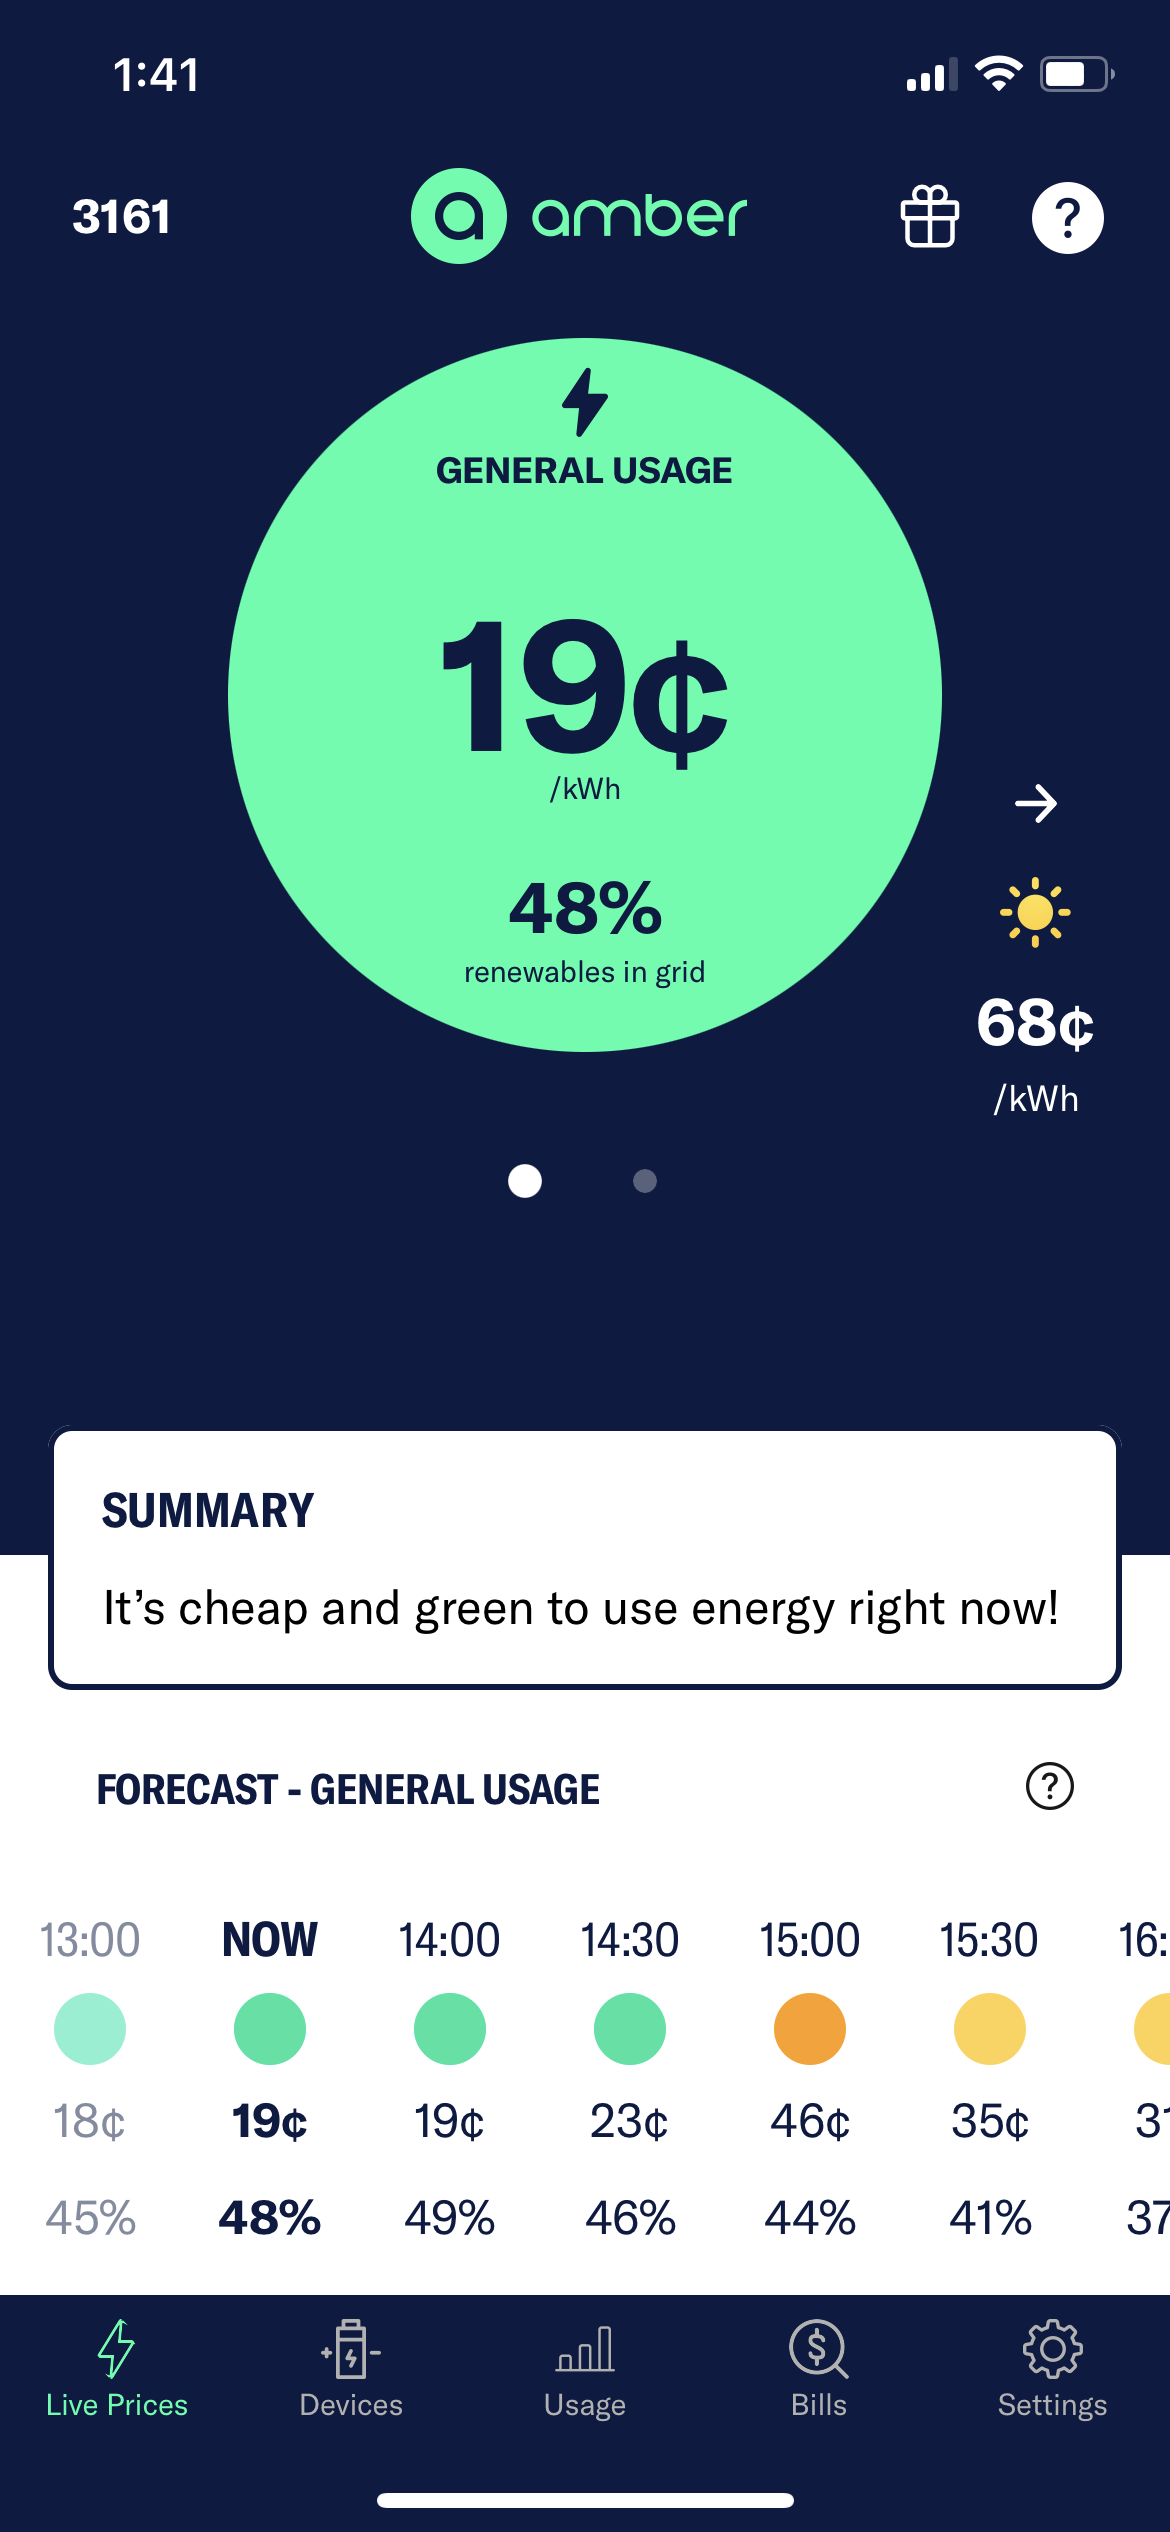 1:41
3161
a amber
?
GENERAL USAGE
19¢
/kWh
48%
renewables in grid
68¢
/kWh
SUMMARY
It's cheap and green to use energy right now!
FORECAST - GENERAL USAGE
?
13:00 NOW 14:00 14:30 15:00 15:30 16:
18¢ 19¢ 19¢ 23¢ 46¢ 35¢ 31
45% 48% 49% 46% 44% 41% 37
Live Prices Devices Usage Bills Settings